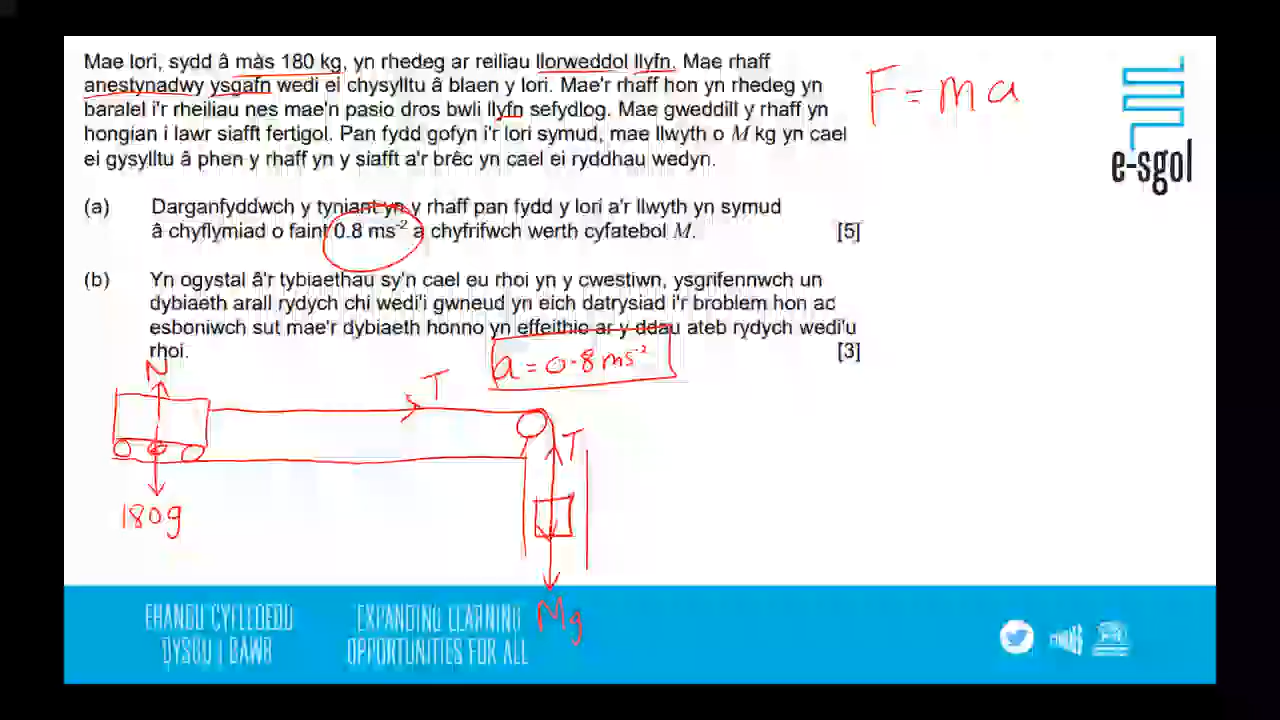 Mae lori, sydd â màs 180 kg, yn rhedeg ar reiliau llorweddol llyfn. Mae rhaff
anestynadwy ysgafn wedi ei chysylltu â blaen y lori. Mae'r rhaff hon yn rhedeg yn
baralel i'r rheiliau nes mae'n pasio dros bwli llyfn sefydlog. Mae gweddill y rhaff yn
hongian i lawr siafft fertigol. Pan fydd gofyn i'r lori symud, mae llwyth o M kg yn cael
ei gysylltu â phen y rhaff yn y siafft a'r brêc yn cael ei ryddhau wedyn.
F = ma
e-sgol
(a) Darganfyddwch y tyniant yn y rhaff pan fydd y lori a'r llwyth yn symud
â chyflymiad o faint 0.8 ms⁻² a chyfrifwch werth cyfatebol M. [5]
(b) Yn ogystal â'r tybiaethau sy'n cael eu rhoi yn y cwestiwn, ysgrifennwch un
dybiaeth arall rydych chi wedi'i gwneud yn eich datrysiad i'r broblem hon ac
esboniwch sut mae'r dybiaeth honno yn effeithio ar y ddau ateb rydych wedi'u
rhoi. [3]
a = 0.8 ms⁻²
N
T
T
180g
Mg
EHANGU CYFLEOEDD
DYSGU I BAWB
EXPANDING LEARNING
OPPORTUNITIES FOR ALL